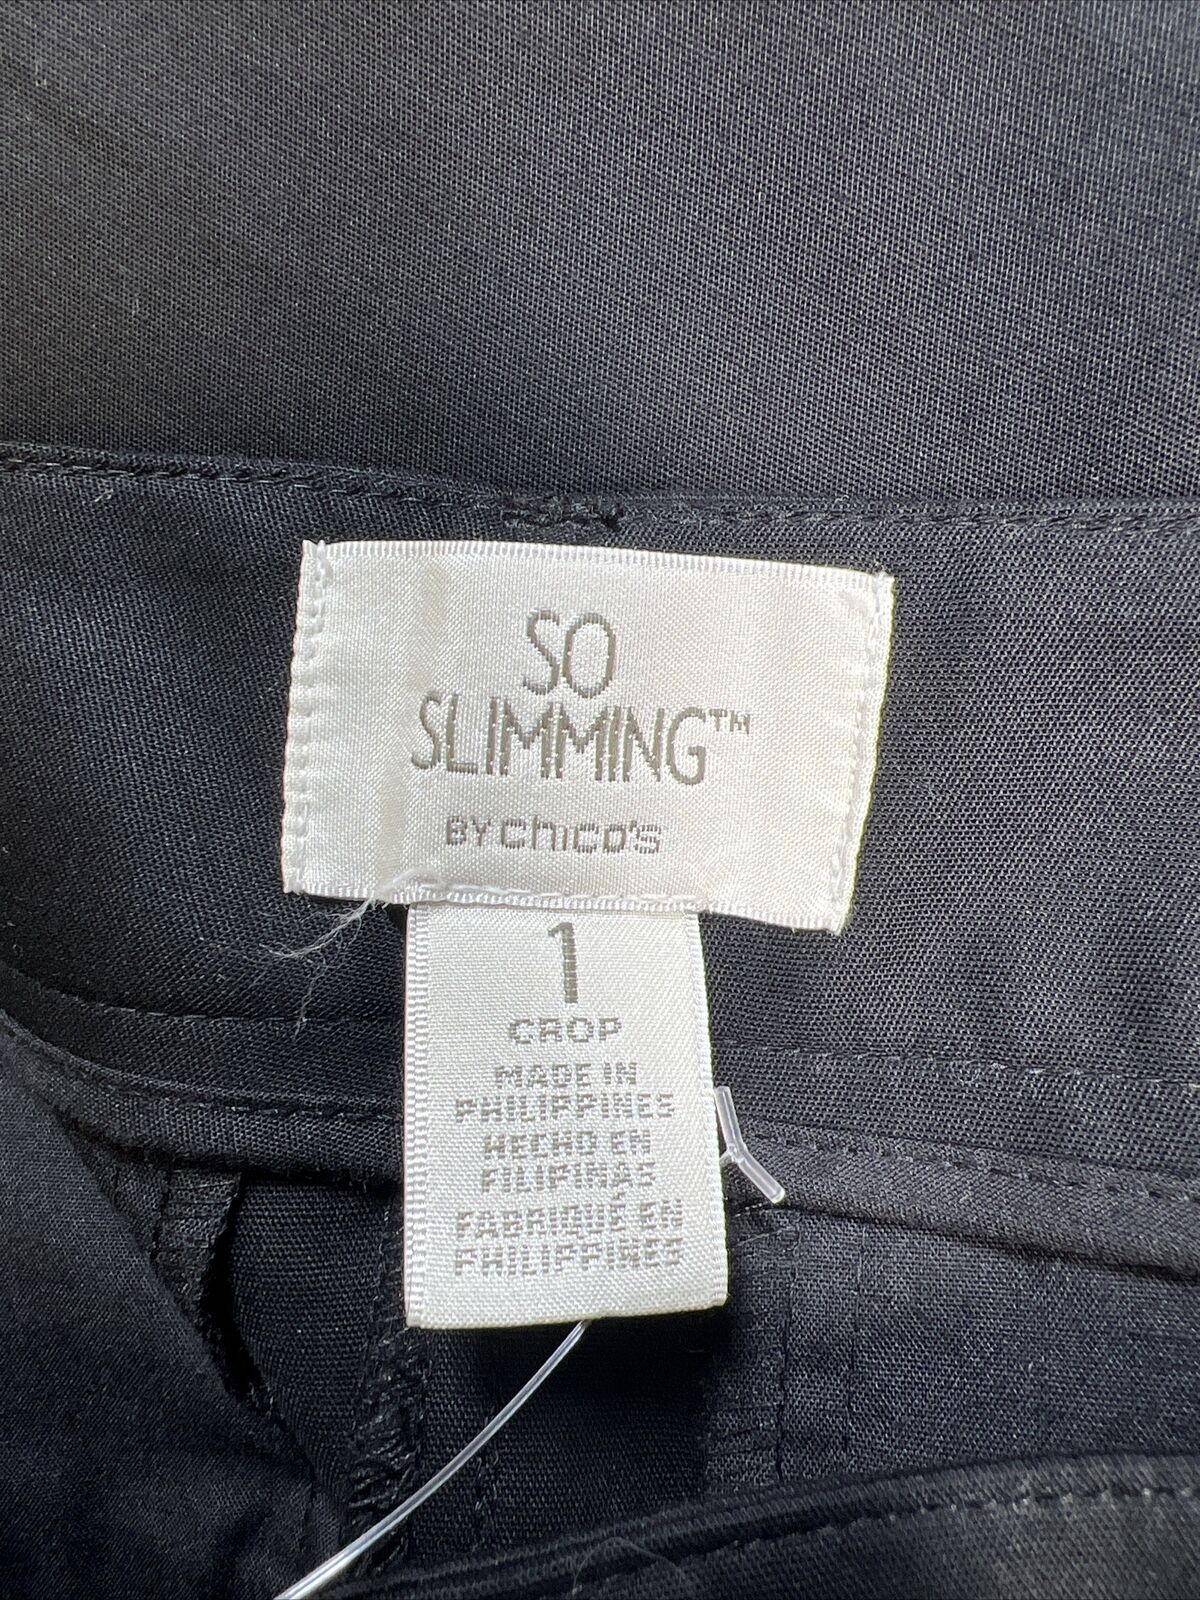 SO
SLIMMING™
BY chico's
1
CROP
MADE IN
PHILIPPINES
HECHO EN
FILIPINAS
FABRIQUÉ EN
PHILIPPINES